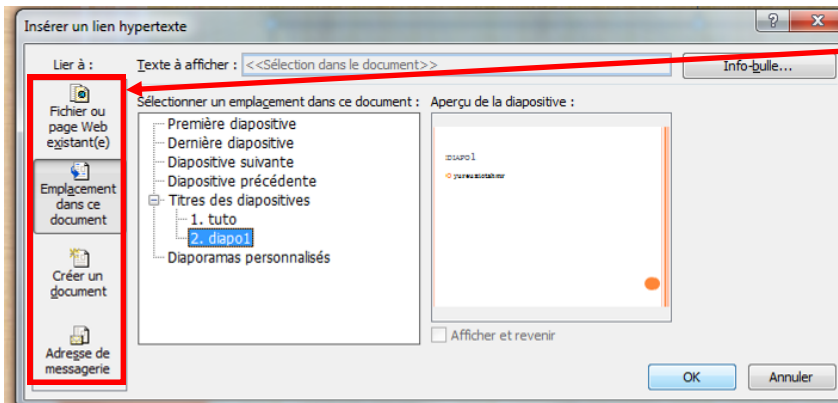 Insérer un lien hypertexte
Lier à :
Texte à afficher : <<Sélection dans le document>>
Info-bulle...
Fichier ou
page Web
existant(e)
Emplacement
dans ce
document
Créer un
document
Adresse de
messagerie
Sélectionner un emplacement dans ce document :
Première diapositive
Dernière diapositive
Diapositive suivante
Diapositive précédente
Titres des diapositives
1. tuto
2. diapo1
Diaporamas personnalisés
Aperçu de la diapositive :
DIAPO1
Afficher et revenir
OK
Annuler